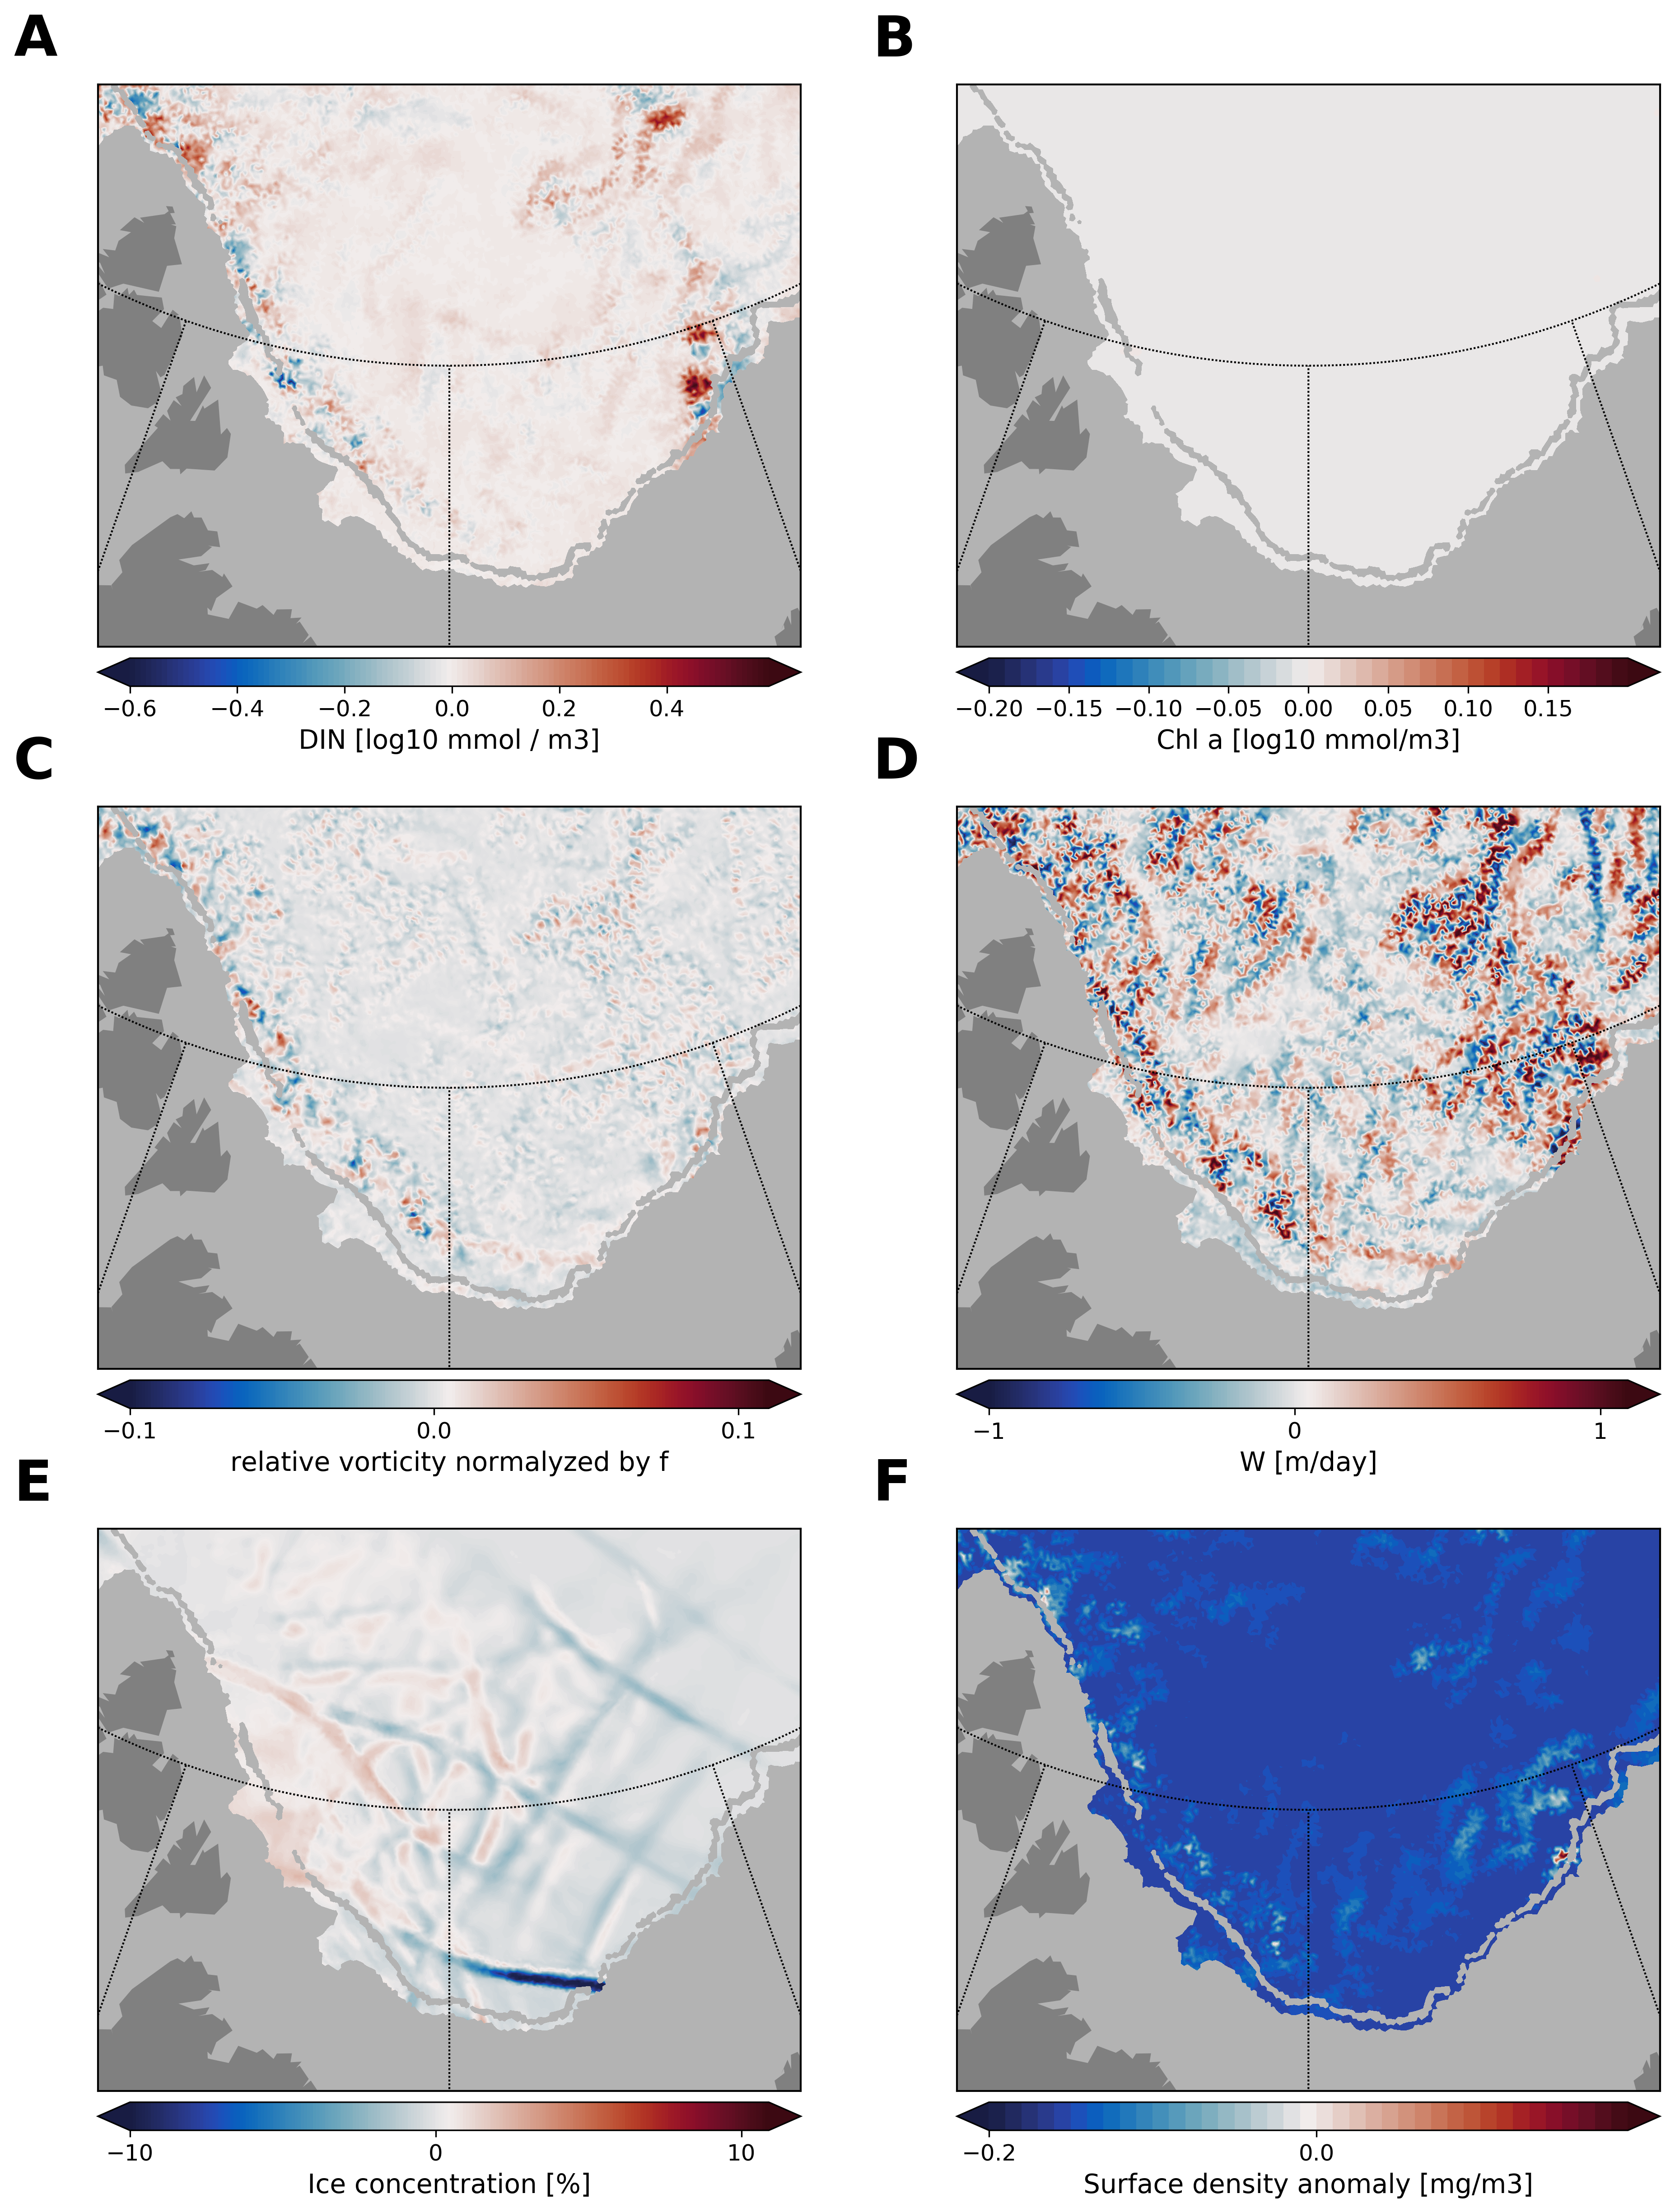 A
B
−0.6 −0.4 −0.2 0.0 0.2 0.4
DIN [log10 mmol / m3]
−0.20 −0.15 −0.10 −0.05 0.00 0.05 0.10 0.15
Chl a [log10 mmol/m3]
C
D
−0.1 0.0 0.1
relative vorticity normalyzed by f
−1 0 1
W [m/day]
E
F
−10 0 10
Ice concentration [%]
−0.2 0.0
Surface density anomaly [mg/m3]